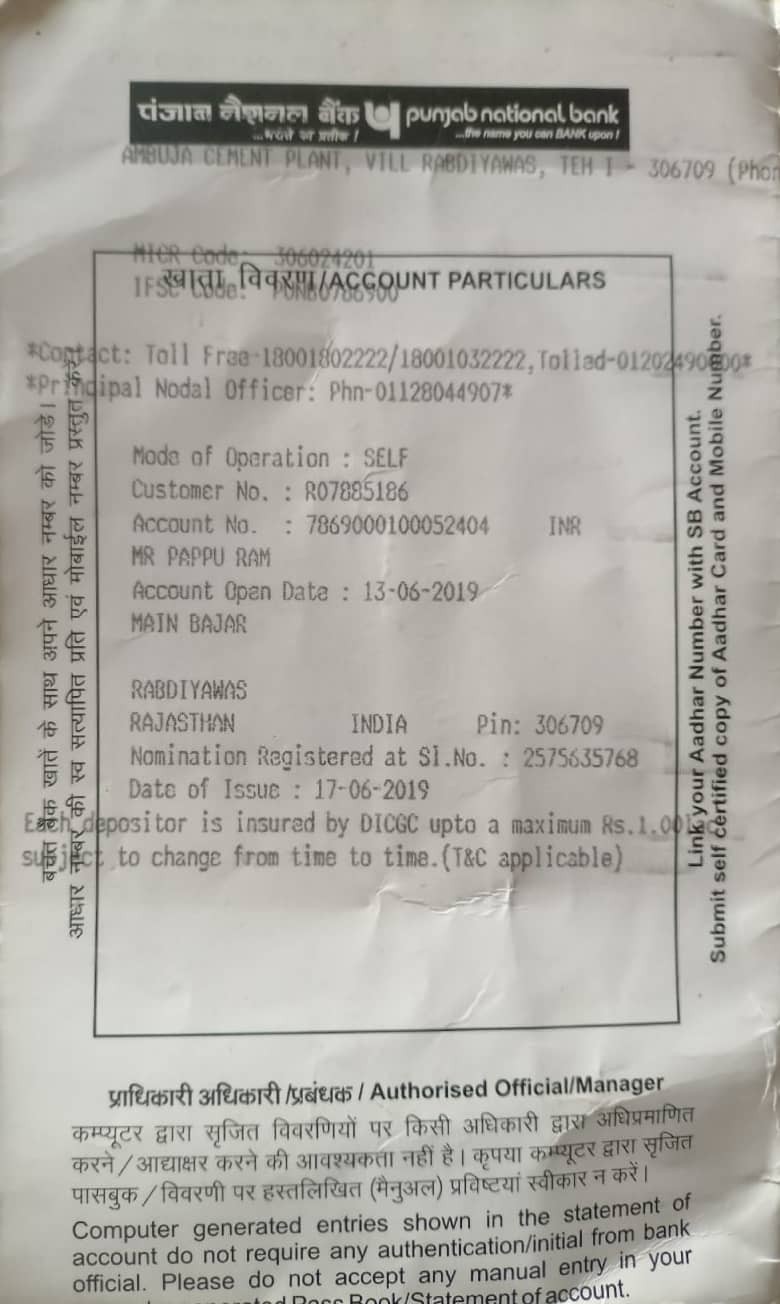 पंजाब नैशनल बैंक punjab national bank
...भरोसे का प्रतीक ! ...the name you can BANK upon !
AMBUJA CEMENT PLANT, VILL RABDIYAWAS, TEH I - 306709 (Phon
MICR Code: 306024201
खाता विवरण/ACCOUNT PARTICULARS
IFSC Code: PUNB0786900
*Contact: Toll Free-18001802222/18001032222,Tolled-01202490000*
*Principal Nodal Officer: Phn-01128044907*
Mode of Operation : SELF
Customer No. : R07885186
Account No. : 7869000100052404 INR
MR PAPPU RAM
Account Open Date : 13-06-2019
MAIN BAJAR
RABDIYAWAS
RAJASTHAN INDIA Pin: 306709
Nomination Registered at Sl.No. : 2575635768
Date of Issue : 17-06-2019
Each depositor is insured by DICGC upto a maximum Rs.1.00
subject to change from time to time.(T&C applicable)
बचत बैंक खातें के साथ अपने आधार नम्बर को जोडें।
आधार नम्बर की स्व सत्यापित प्रति एवं मोबाईल नम्बर प्रस्तुत करें
Link your Aadhar Number with SB Account.
Submit self certified copy of Aadhar Card and Mobile Number.
प्राधिकारी अधिकारी/प्रबंधक / Authorised Official/Manager
कम्प्यूटर द्वारा सृजित विवरणियों पर किसी अधिकारी द्वारा अधिप्रमाणित
करने / आद्याक्षर करने की आवश्यकता नहीं है। कृपया कम्प्यूटर द्वारा सृजित
पासबुक / विवरणी पर हस्तलिखित (मैनुअल) प्रविष्टियां स्वीकार न करें।
Computer generated entries shown in the statement of
account do not require any authentication/initial from bank
official. Please do not accept any manual entry in your
Pass Book/Statement of account.